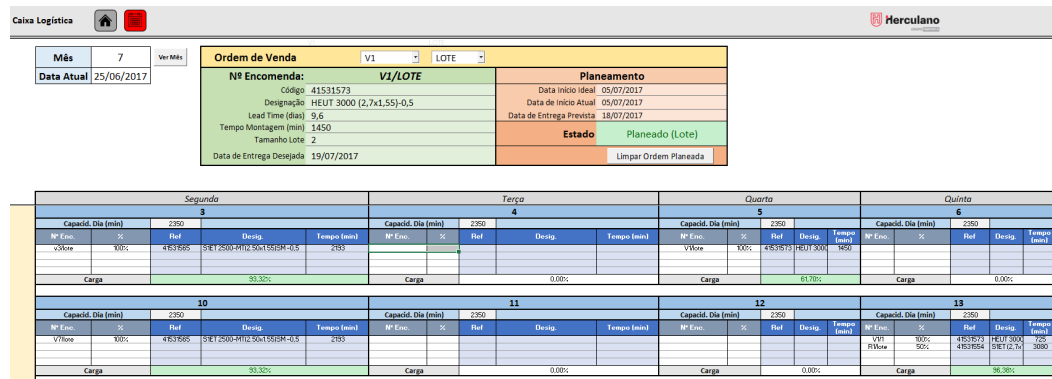 Caixa Logística
Herculano
Mês 7 Ver Mês
Data Atual 25/06/2017
Ordem de Venda V1 LOTE
Nº Encomenda: V1/LOTE
Código 41531573
Designação HEUT 3000 (2,7x1,55)-0,5
Lead Time (dias) 9,6
Tempo Montagem (min) 1450
Tamanho Lote 2
Data de Entrega Desejada 19/07/2017
Planeamento
Data Início Ideal 05/07/2017
Data de Início Atual 05/07/2017
Data de Entrega Prevista 18/07/2017
Estado Planeado (Lote)
Limpar Ordem Planeada
Segunda Terça Quarta Quinta
3 4 5 6
Capacid. Dia (min) 2350 Capacid. Dia (min) 2350 Capacid. Dia (min) 2350 Capacid. Dia (min) 2350
Nº Enc. % Ref Desig. Tempo (min) Nº Enc. % Ref Desig. Tempo (min) Nº Enc. % Ref Desig. Tempo (min) Nº Enc. % Ref Desig. Tempo (min)
v3/lote 100% 41531565 S1ET2500-MT(2.50x1.55)SM-0,5 2193 V1/lote 100% 41531573 HEUT 3000 1450
Carga 93,32% Carga 0,00% Carga 61,70% Carga 0,00%
10 11 12 13
Capacid. Dia (min) 2350 Capacid. Dia (min) 2350 Capacid. Dia (min) 2350 Capacid. Dia (min) 2350
Nº Enc. % Ref Desig. Tempo (min) Nº Enc. % Ref Desig. Tempo (min) Nº Enc. % Ref Desig. Tempo (min) Nº Enc. % Ref Desig. Tempo (min)
V7/lote 100% 41531565 S1ET2500-MT(2.50x1.55)SM-0,5 2193 V1/1 100% 41531573 HEUT 3000 725
R1/lote 50% 41531554 S1ET(2,7x 3080
Carga 93,32% Carga 0,00% Carga 0,00% Carga 96,38%